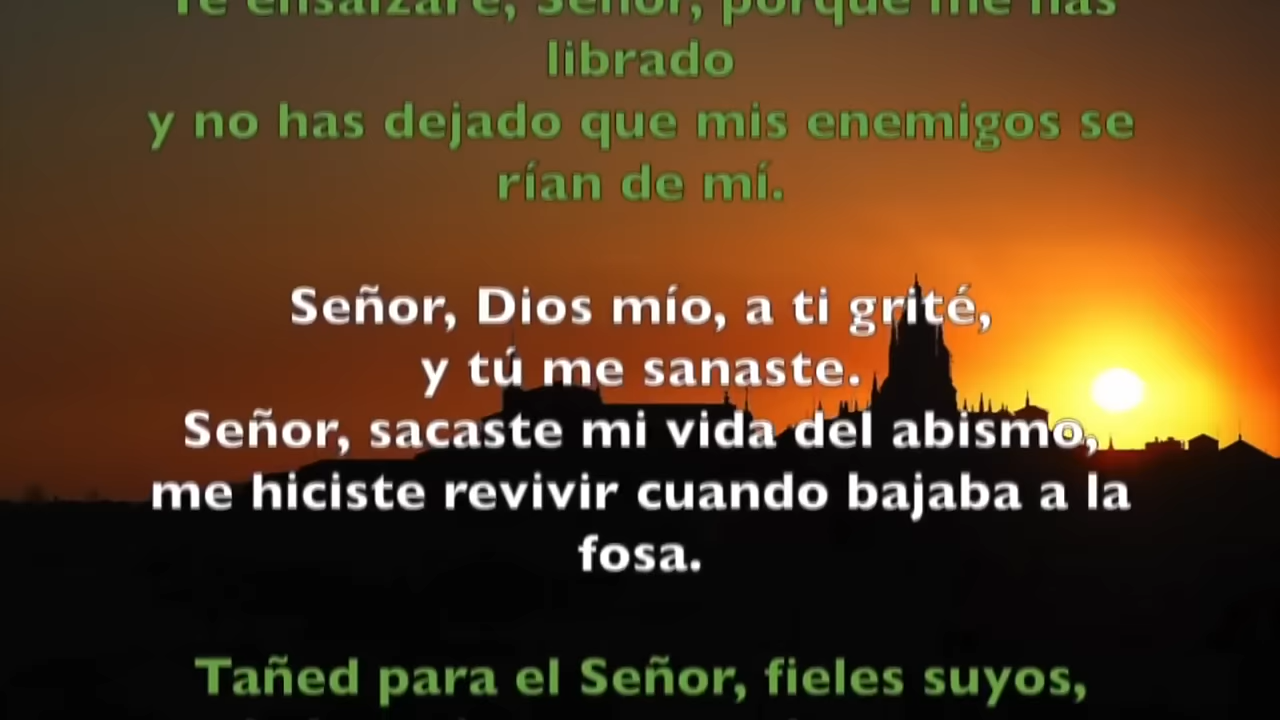 Te ensalzaré, Señor, porque me has
librado
y no has dejado que mis enemigos se
rían de mí.
Señor, Dios mío, a ti grité,
y tú me sanaste.
Señor, sacaste mi vida del abismo,
me hiciste revivir cuando bajaba a la
fosa.
Tañed para el Señor, fieles suyos,